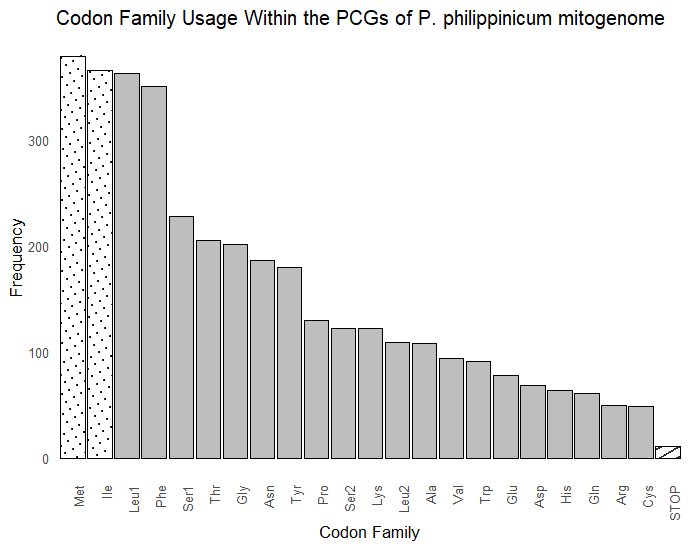 Codon Family Usage Within the PCGs of P. philippinicum mitogenome
Frequency
300
200
100
0
Met Ile Leu1 Phe Ser1 Thr Gly Asn Tyr Pro Ser2 Lys Leu2 Ala Val Trp Glu Asp His Gln Arg Cys STOP
Codon Family